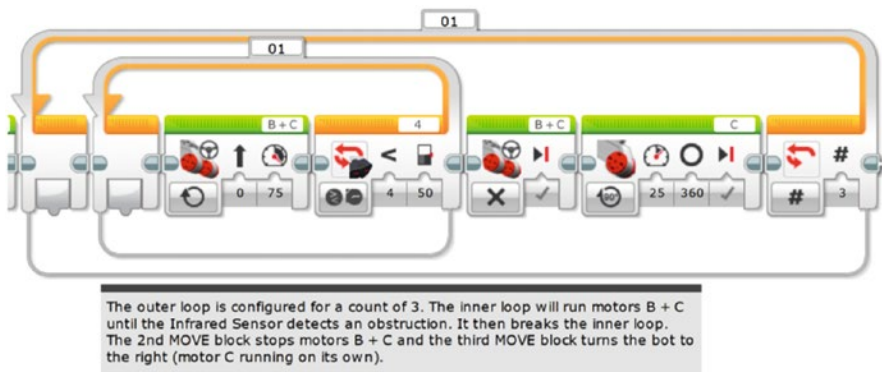 01
01
B + C
4
B + C
C
<
#
0
75
4
50
90°
25
360
#
3
The outer loop is configured for a count of 3. The inner loop will run motors B + C
until the Infrared Sensor detects an obstruction. It then breaks the inner loop.
The 2nd MOVE block stops motors B + C and the third MOVE block turns the bot to
the right (motor C running on its own).